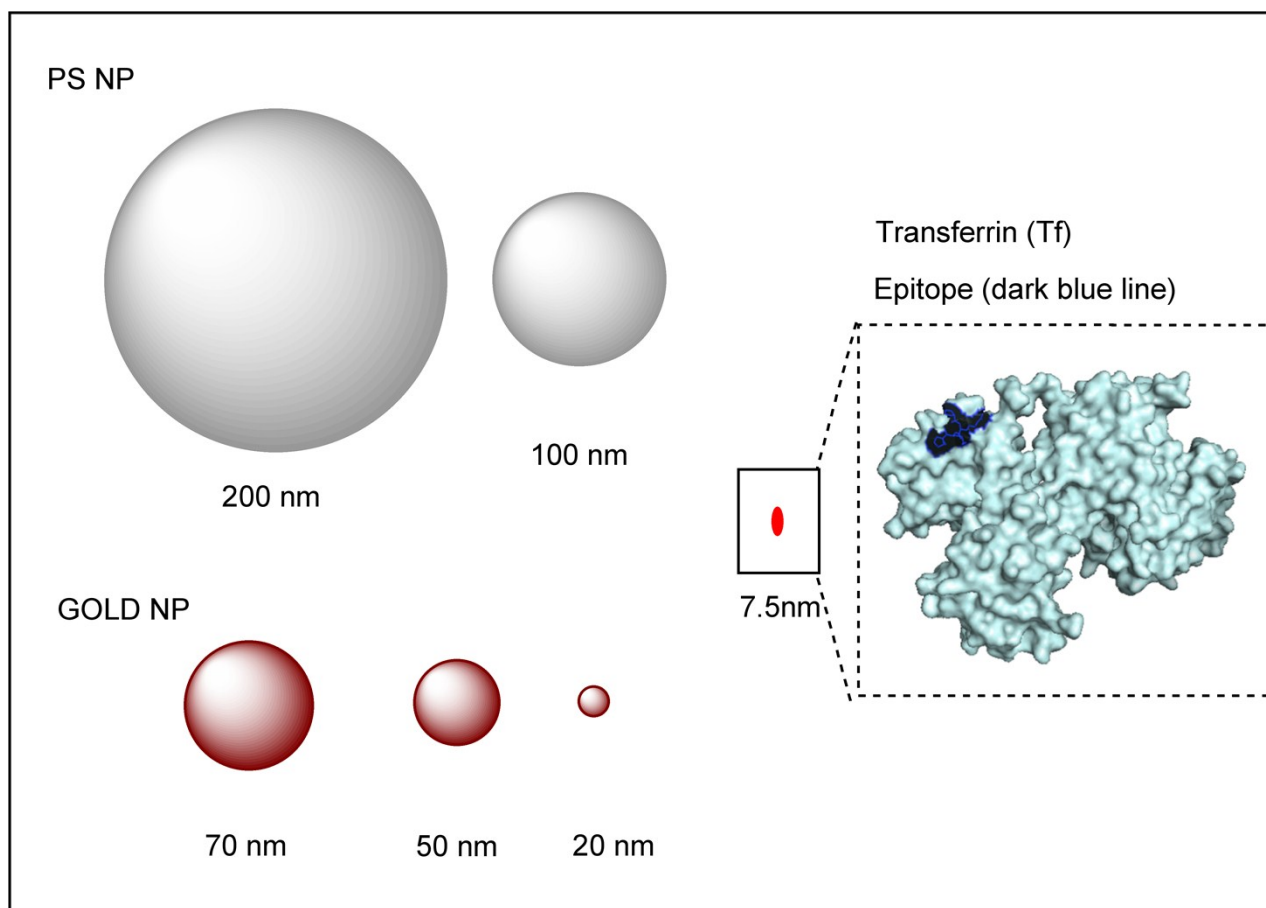 PS NP
200 nm
100 nm
Transferrin (Tf)
Epitope (dark blue line)
7.5nm
GOLD NP
70 nm
50 nm
20 nm